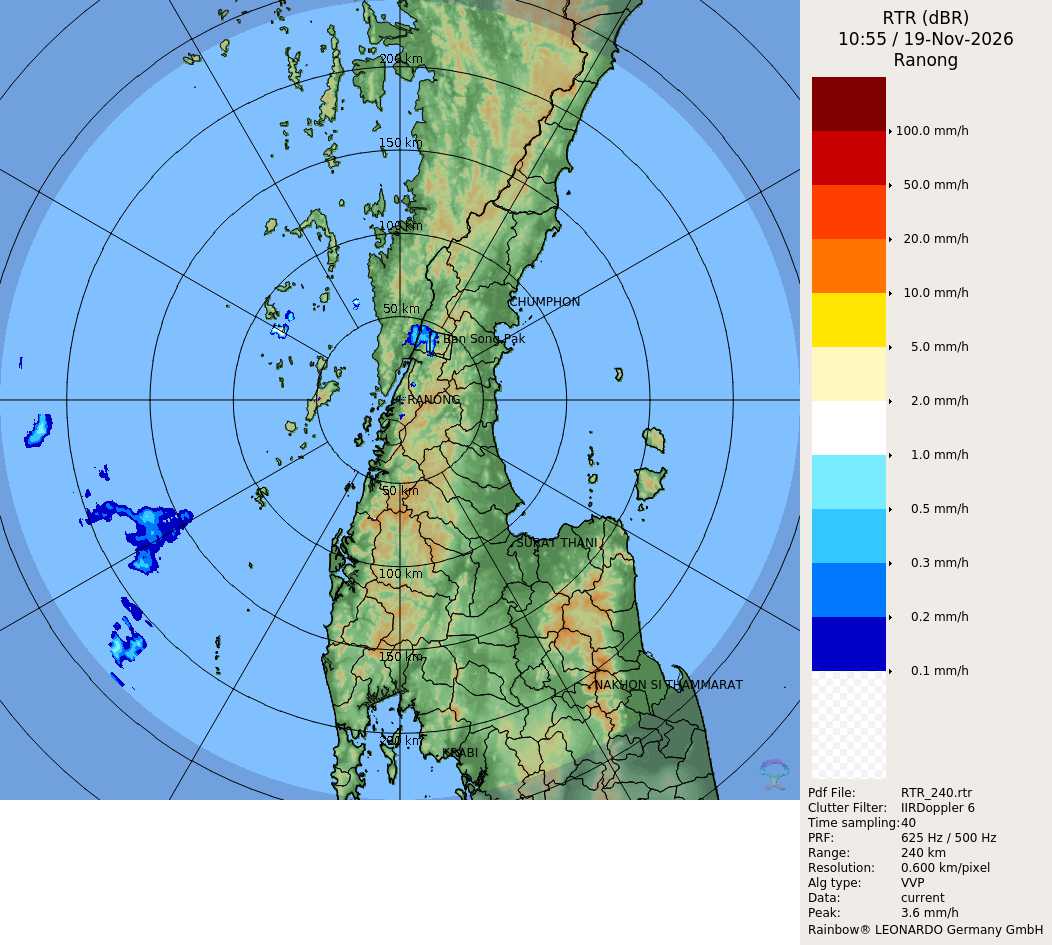 RTR (dBR)
10:55 / 19-Nov-2026
Ranong
200 km
150 km
100 km
50 km
CHUMPHON
Ban Song Pak
RANONG
50 km
SURAT THANI
100 km
150 km
NAKHON SI THAMMARAT
200 km
KRABI
100.0 mm/h
50.0 mm/h
20.0 mm/h
10.0 mm/h
5.0 mm/h
2.0 mm/h
1.0 mm/h
0.5 mm/h
0.3 mm/h
0.2 mm/h
0.1 mm/h
Pdf File: RTR_240.rtr
Clutter Filter: IIRDoppler 6
Time sampling: 40
PRF: 625 Hz / 500 Hz
Range: 240 km
Resolution: 0.600 km/pixel
Alg type: VVP
Data: current
Peak: 3.6 mm/h
Rainbow® LEONARDO Germany GmbH